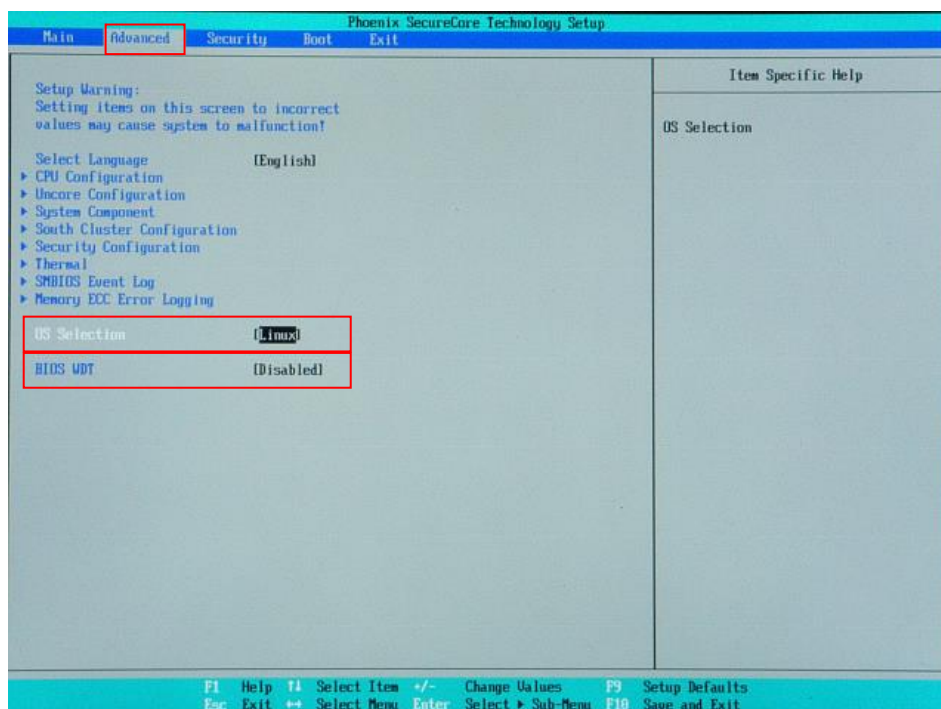 Phoenix SecureCore Technology Setup
Main Advanced Security Boot Exit
Item Specific Help
Setup Warning:
Setting items on this screen to incorrect
values may cause system to malfunction!
OS Selection
Select Language [English]
▶ CPU Configuration
▶ Uncore Configuration
▶ System Component
▶ South Cluster Configuration
▶ Security Configuration
▶ Thermal
▶ SMBIOS Event Log
▶ Memory ECC Error Logging
OS Selection [Linux]
BIOS WDT [Disabled]
F1 Help ↑↓ Select Item +/- Change Values F9 Setup Defaults
Esc Exit ↔ Select Menu Enter Select ▶ Sub-Menu F10 Save and Exit